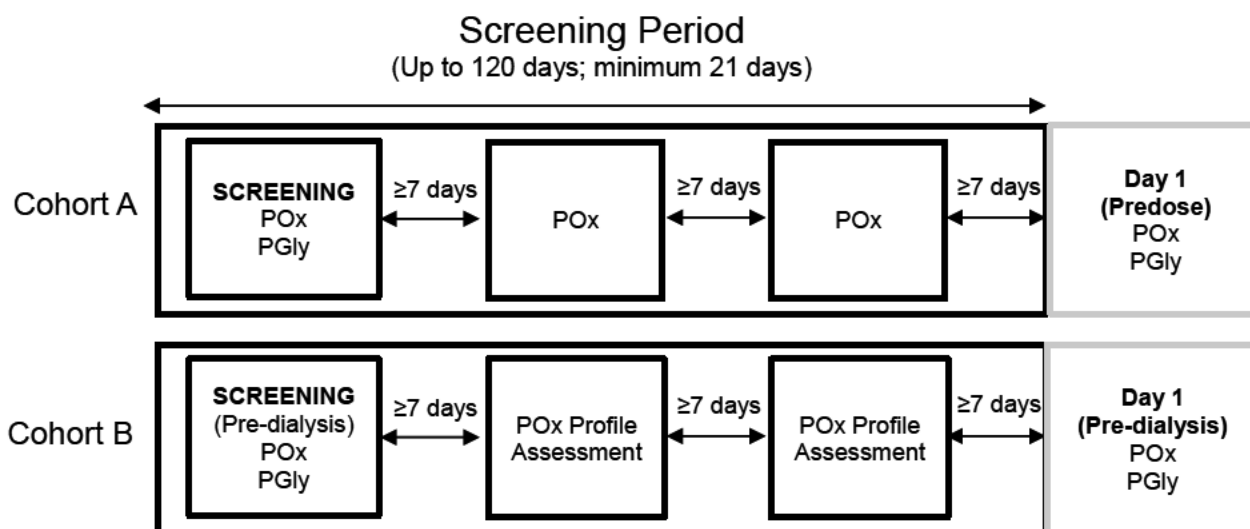 Screening Period
(Up to 120 days; minimum 21 days)
Cohort A
SCREENING
POx
PGly
≥7 days
POx
≥7 days
POx
≥7 days
Day 1
(Predose)
POx
PGly
Cohort B
SCREENING
(Pre-dialysis)
POx
PGly
≥7 days
POx Profile
Assessment
≥7 days
POx Profile
Assessment
≥7 days
Day 1
(Pre-dialysis)
POx
PGly